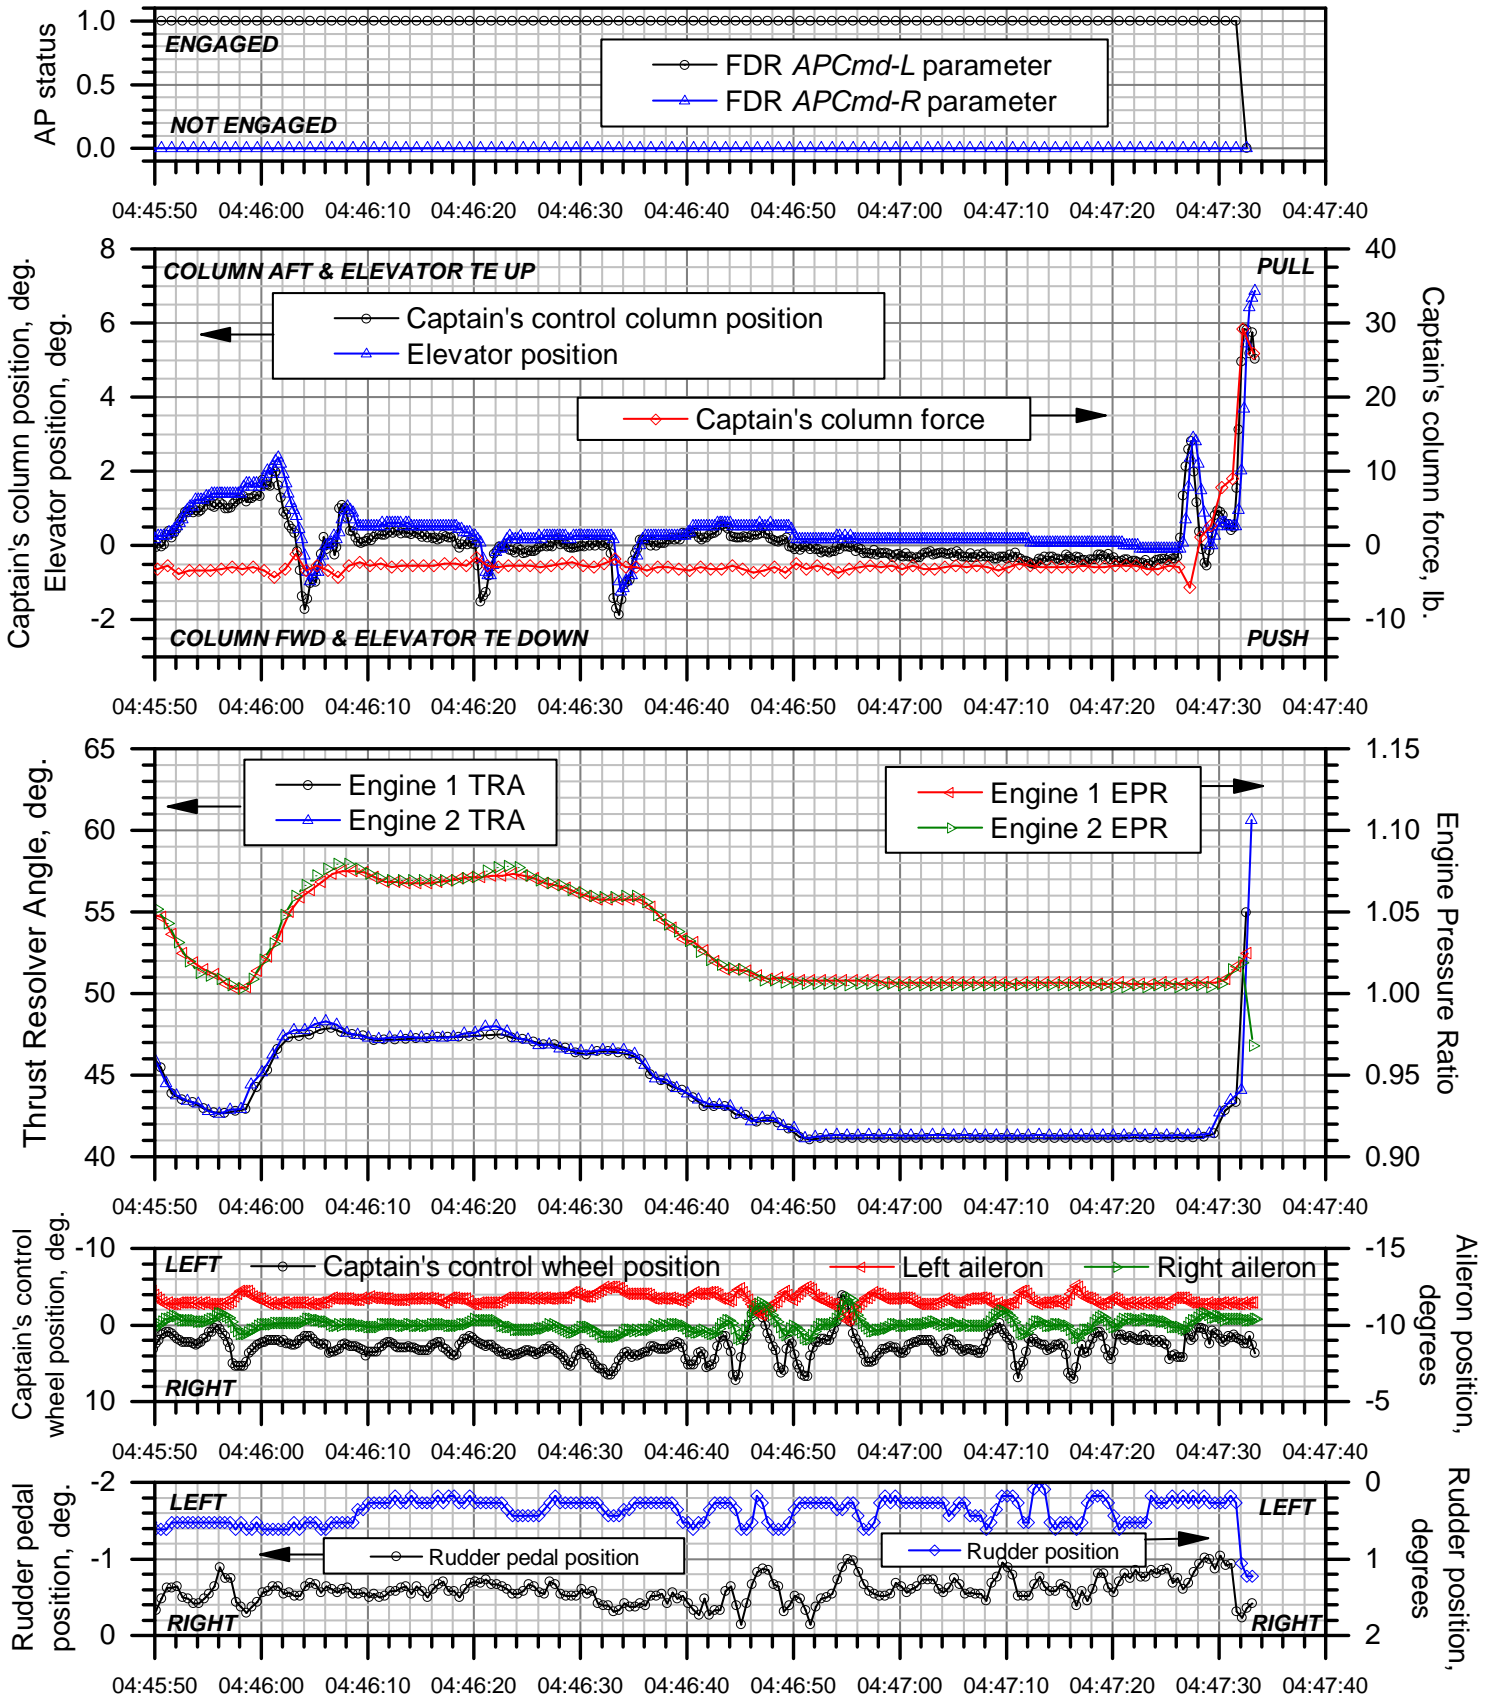 AP status
1.0
0.5
0.0
ENGAGED
NOT ENGAGED
FDR APCmd-L parameter
FDR APCmd-R parameter
04:45:50 04:46:00 04:46:10 04:46:20 04:46:30 04:46:40 04:46:50 04:47:00 04:47:10 04:47:20 04:47:30 04:47:40
Captain's column position, deg.
Elevator position, deg.
8
6
4
2
0
-2
COLUMN AFT & ELEVATOR TE UP
PULL
Captain's control column position
Elevator position
Captain's column force
COLUMN FWD & ELEVATOR TE DOWN
PUSH
40
30
20
10
0
-10
Captain's column force, lb.
04:45:50 04:46:00 04:46:10 04:46:20 04:46:30 04:46:40 04:46:50 04:47:00 04:47:10 04:47:20 04:47:30 04:47:40
Thrust Resolver Angle, deg.
65
60
55
50
45
40
Engine 1 TRA
Engine 2 TRA
Engine 1 EPR
Engine 2 EPR
1.15
1.10
1.05
1.00
0.95
0.90
Engine Pressure Ratio
04:45:50 04:46:00 04:46:10 04:46:20 04:46:30 04:46:40 04:46:50 04:47:00 04:47:10 04:47:20 04:47:30 04:47:40
Captain's control
wheel position, deg.
-10
0
10
LEFT
Captain's control wheel position
Left aileron
Right aileron
RIGHT
-15
-10
-5
Aileron position,
degrees
04:45:50 04:46:00 04:46:10 04:46:20 04:46:30 04:46:40 04:46:50 04:47:00 04:47:10 04:47:20 04:47:30 04:47:40
Rudder pedal
position, deg.
-2
-1
0
LEFT
LEFT
Rudder pedal position
Rudder position
RIGHT
RIGHT
0
1
2
Rudder position,
degrees
04:45:50 04:46:00 04:46:10 04:46:20 04:46:30 04:46:40 04:46:50 04:47:00 04:47:10 04:47:20 04:47:30 04:47:40